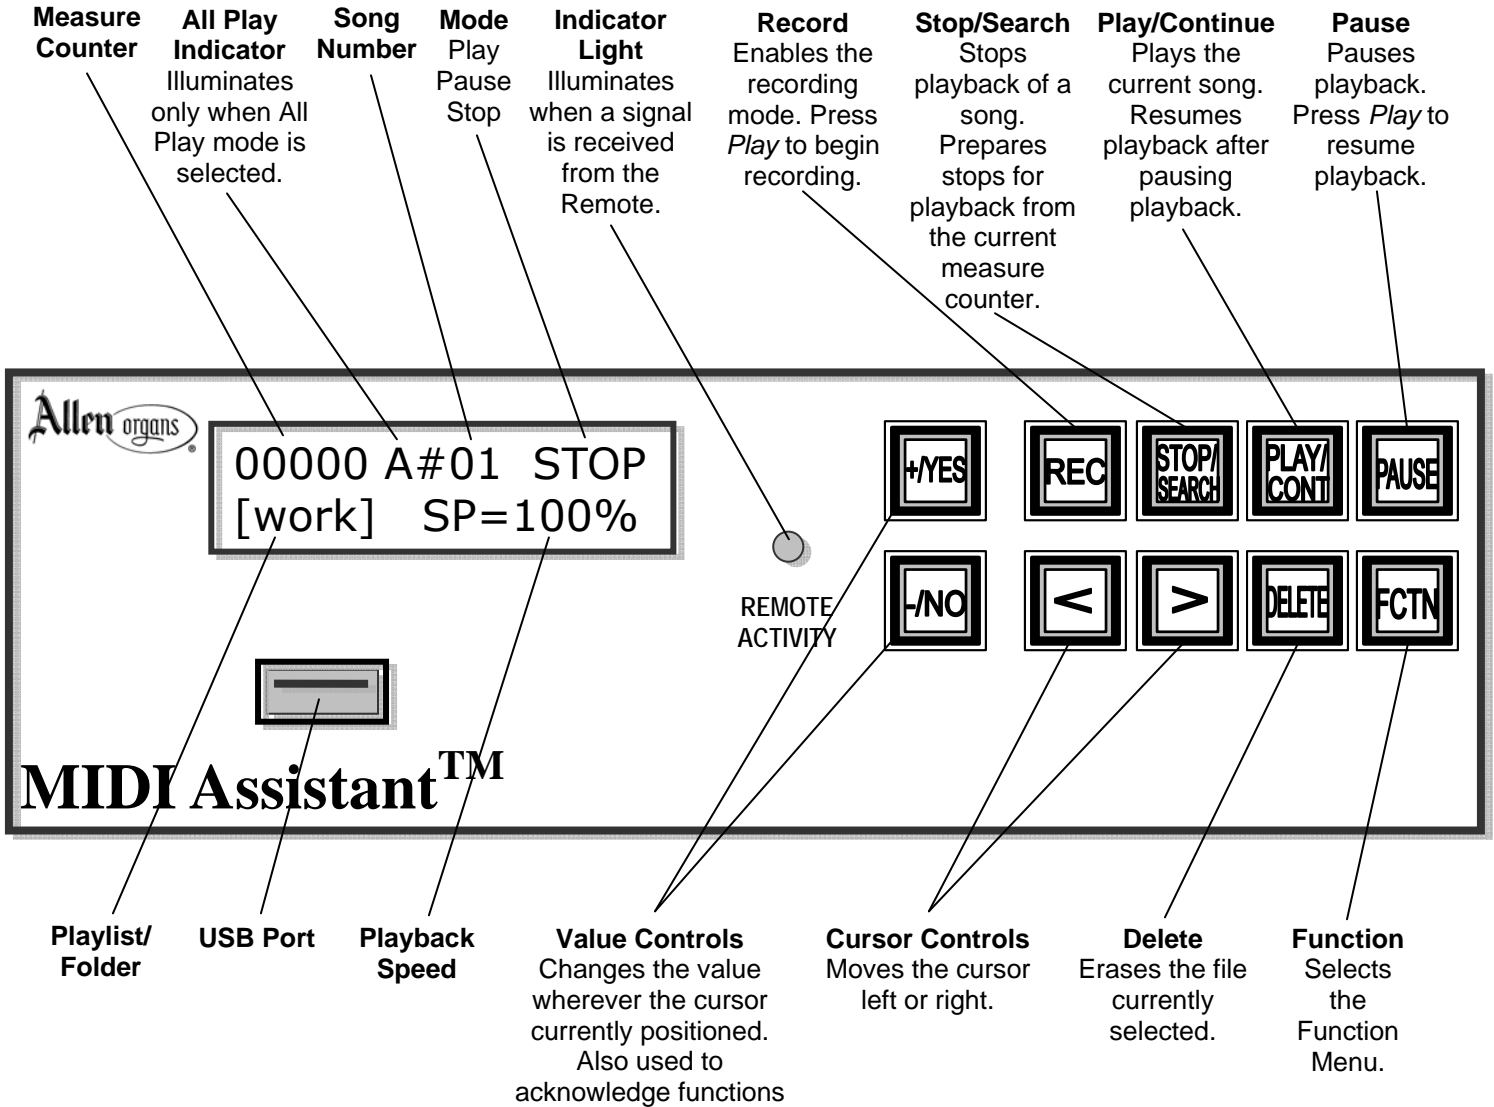 Measure
Counter
All Play
Indicator
Illuminates
only when All
Play mode is
selected.
Song
Number
Mode
Play
Pause
Stop
Indicator
Light
Illuminates
when a signal
is received
from the
Remote.
Record
Enables the
recording
mode. Press
Play to begin
recording.
Stop/Search
Stops
playback of a
song.
Prepares
stops for
playback from
the current
measure
counter.
Play/Continue
Plays the
current song.
Resumes
playback after
pausing
playback.
Pause
Pauses
playback.
Press Play to
resume
playback.
Allen organs ®
00000 A#01 STOP
[work] SP=100%
REMOTE
ACTIVITY
+/YES
REC
STOP/
SEARCH
PLAY/
CONT
PAUSE
-/NO
<
>
DELETE
FCTN
MIDI Assistant™
Playlist/
Folder
USB Port
Playback
Speed
Value Controls
Changes the value
wherever the cursor
currently positioned.
Also used to
acknowledge functions
Cursor Controls
Moves the cursor
left or right.
Delete
Erases the file
currently
selected.
Function
Selects
the
Function
Menu.